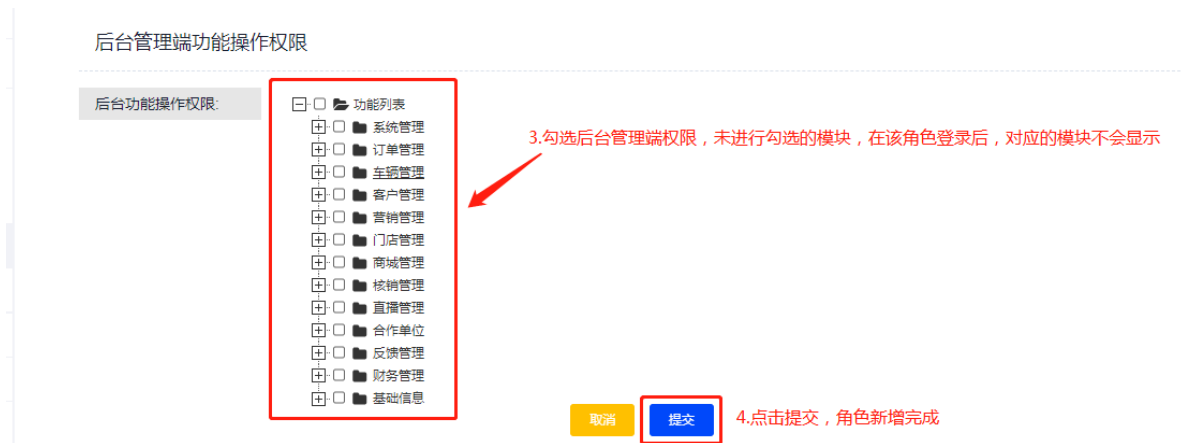 后台管理端功能操作权限
后台功能操作权限:
功能列表
系统管理
订单管理
车辆管理
客户管理
营销管理
门店管理
商城管理
核销管理
直播管理
合作单位
反馈管理
财务管理
基础信息
3.勾选后台管理端权限，未进行勾选的模块，在该角色登录后，对应的模块不会显示
取消
提交
4.点击提交，角色新增完成